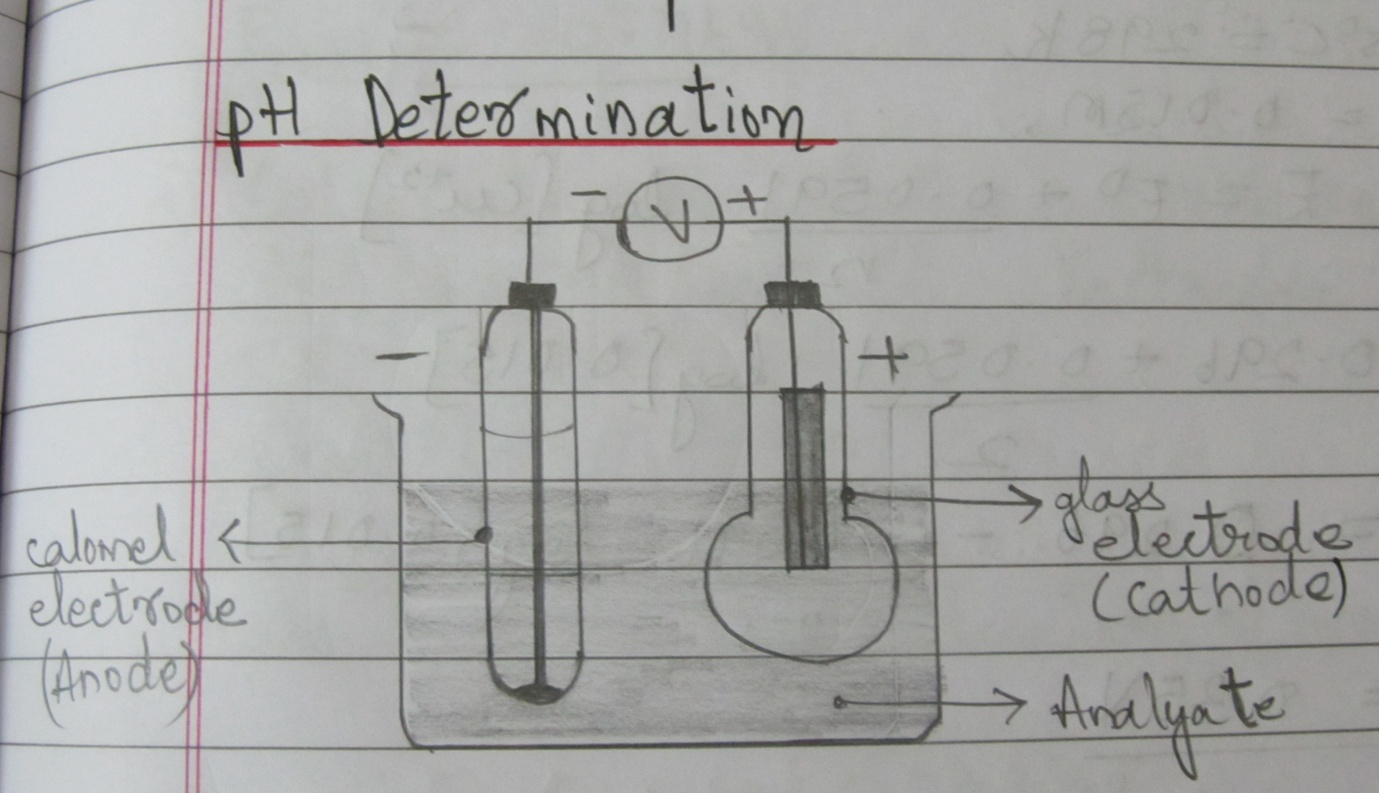 pH Determination
- V +
- +
calomel
electrode
(Anode)
glass
electrode
(cathode)
Analyate